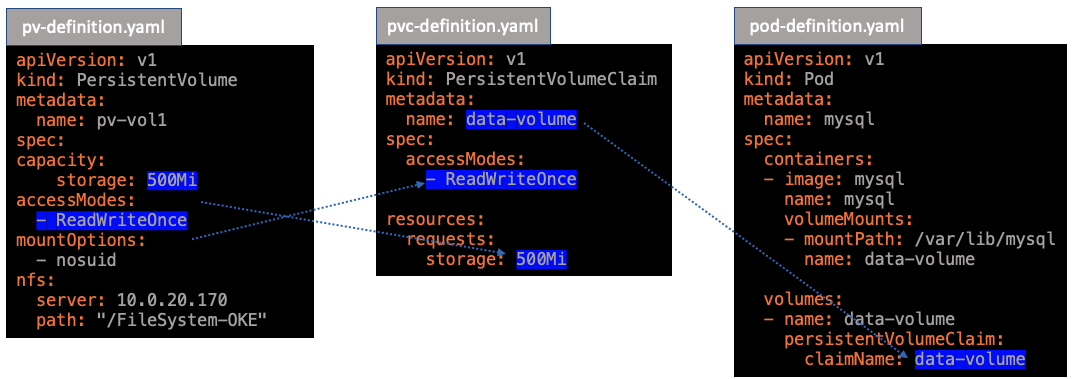 pv-definition.yaml
apiVersion: v1
kind: PersistentVolume
metadata:
  name: pv-vol1
spec:
capacity:
    storage: 500Mi
accessModes:
  - ReadWriteOnce
mountOptions:
  - nosuid
nfs:
  server: 10.0.20.170
  path: "/FileSystem-OKE"
pvc-definition.yaml
apiVersion: v1
kind: PersistentVolumeClaim
metadata:
  name: data-volume
spec:
  accessModes:
    - ReadWriteOnce
resources:
  requests:
    storage: 500Mi
pod-definition.yaml
apiVersion: v1
kind: Pod
metadata:
  name: mysql
spec:
  containers:
  - image: mysql
    name: mysql
    volumeMounts:
    - mountPath: /var/lib/mysql
      name: data-volume
  volumes:
  - name: data-volume
    persistentVolumeClaim:
      claimName: data-volume